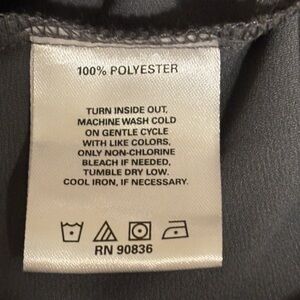 100% POLYESTER
TURN INSIDE OUT,
MACHINE WASH COLD
ON GENTLE CYCLE
WITH LIKE COLORS,
ONLY NON-CHLORINE
BLEACH IF NEEDED,
TUMBLE DRY LOW.
COOL IRON, IF NECESSARY.
RN 90836